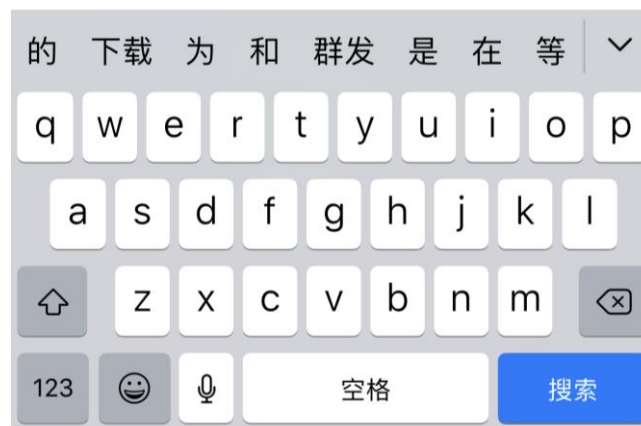 的 下载 为 和 群发 是 在 等
q w e r t y u i o p
a s d f g h j k l
z x c v b n m
123 空格 搜索